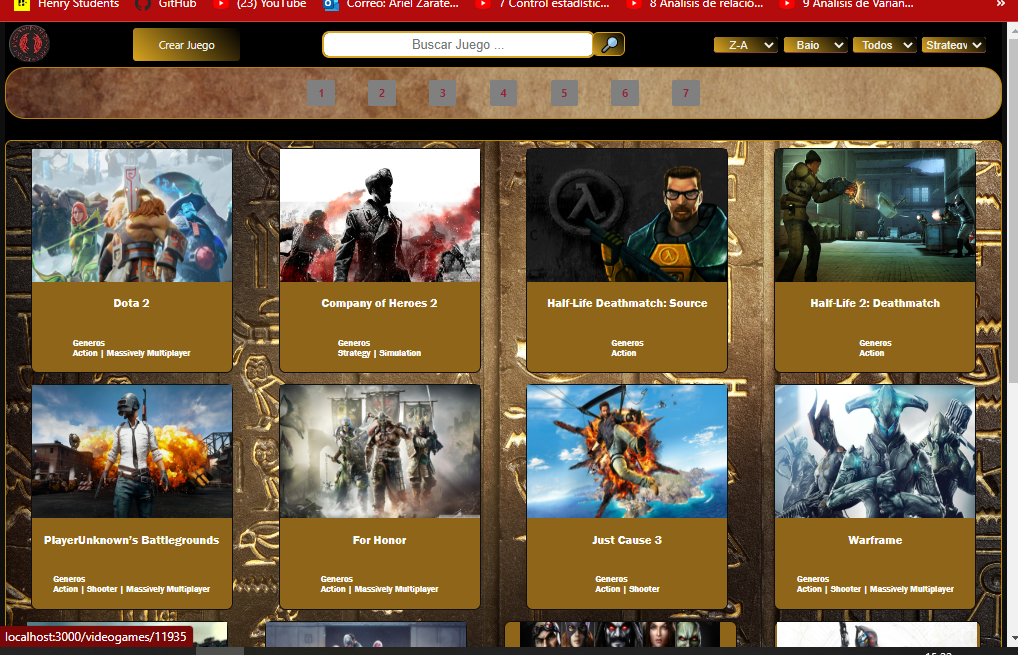 Henry Students
GitHub
(23) YouTube
Correo: Ariel Zarate...
7 Control estadístic...
8 Análisis de relacio...
9 Análisis de Varian...
»
Crear Juego
Buscar Juego ...
Z-A
Bajo
Todos
Strategy
1 2 3 4 5 6 7
Dota 2
Generos
Action | Massively Multiplayer
Company of Heroes 2
Generos
Strategy | Simulation
Half-Life Deathmatch: Source
Generos
Action
Half-Life 2: Deathmatch
Generos
Action
PlayerUnknown's Battlegrounds
Generos
Action | Shooter | Massively Multiplayer
For Honor
Generos
Action | Massively Multiplayer
Just Cause 3
Generos
Action | Shooter
Warframe
Generos
Action | Shooter | Massively Multiplayer
localhost:3000/videogames/11935